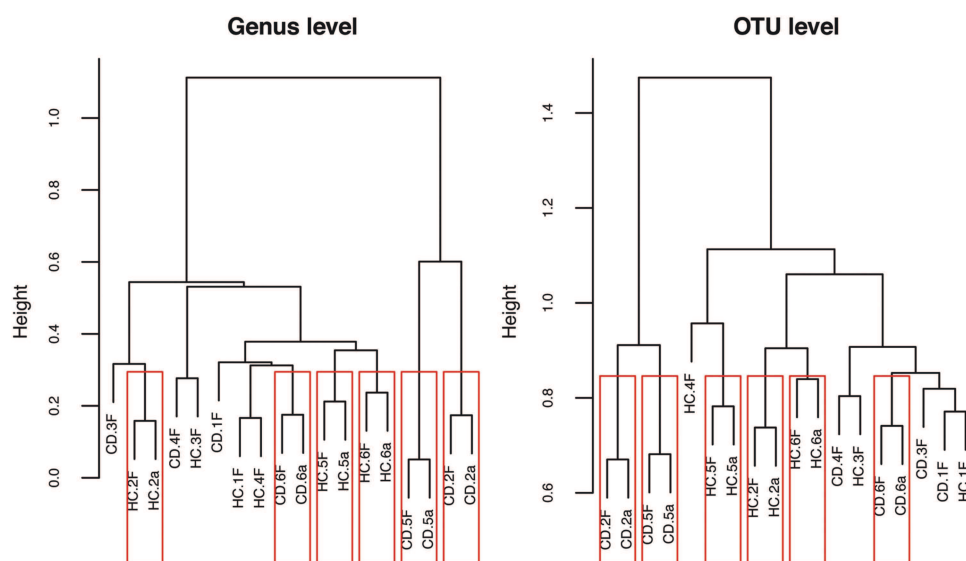 Genus level
Height
1.0
0.8
0.6
0.4
0.2
0.0
CD.3F
HC.2F
HC.2a
CD.4F
HC.3F
CD.1F
HC.1F
HC.4F
CD.6F
CD.6a
HC.5F
HC.5a
HC.6F
HC.6a
CD.5F
CD.5a
CD.2F
CD.2a
OTU level
Height
1.4
1.2
1.0
0.8
0.6
CD.2F
CD.2a
CD.5F
CD.5a
HC.4F
HC.5F
HC.5a
HC.2F
HC.2a
HC.6F
HC.6a
CD.4F
HC.3F
CD.6F
CD.6a
CD.3F
CD.1F
HC.1F